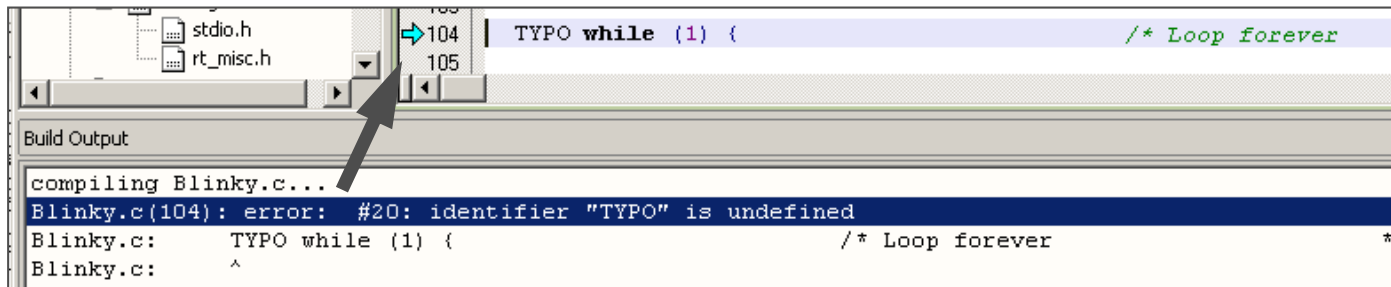 103
stdio.h
104 TYPO while (1) { /* Loop forever
rt_misc.h
105
Build Output
compiling Blinky.c...
Blinky.c(104): error: #20: identifier "TYPO" is undefined
Blinky.c: TYPO while (1) { /* Loop forever *
Blinky.c: ^